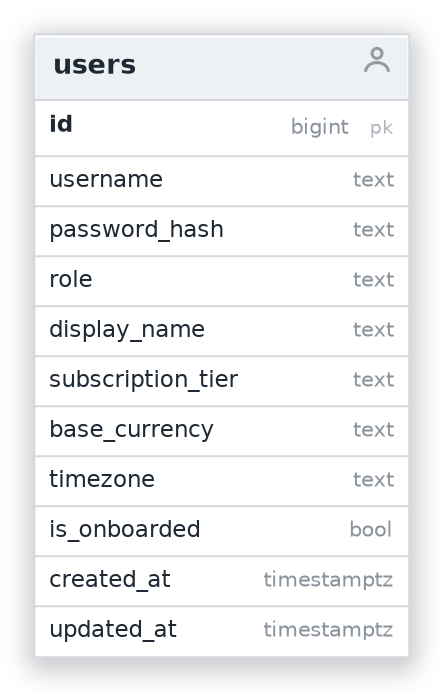 users
id bigint pk
username text
password_hash text
role text
display_name text
subscription_tier text
base_currency text
timezone text
is_onboarded bool
created_at timestamptz
updated_at timestamptz